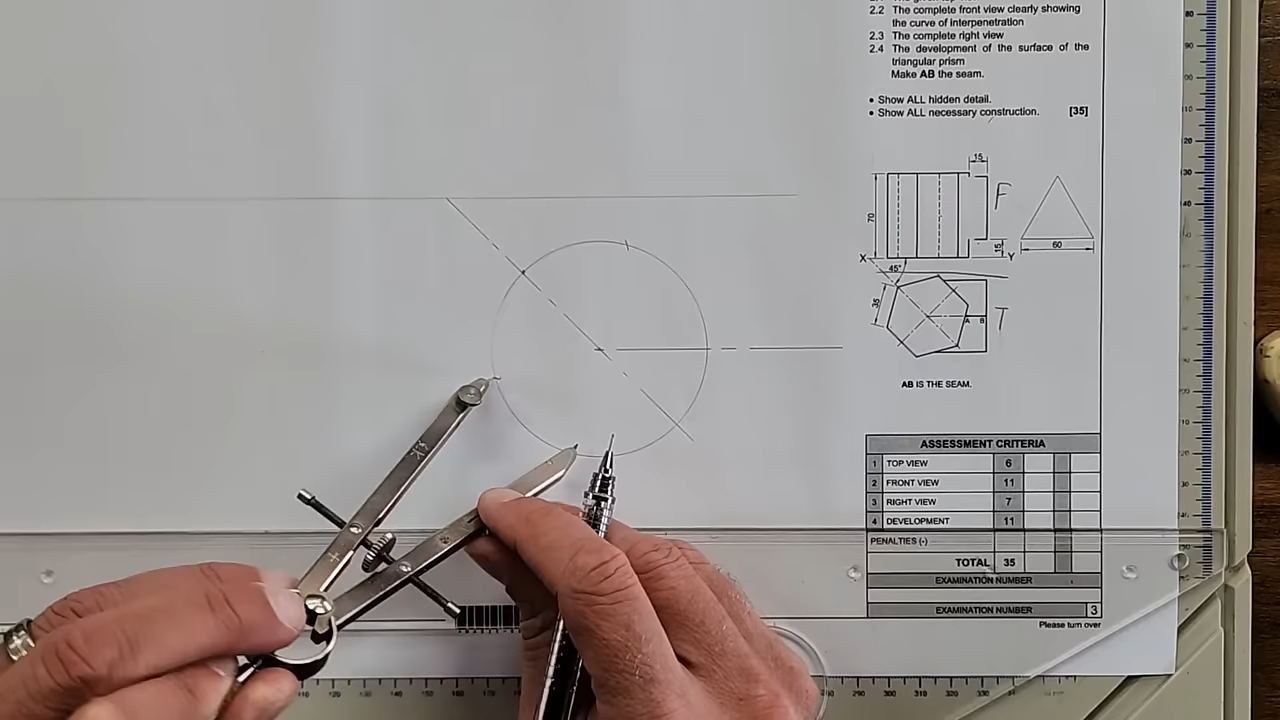 2.2 The complete front view clearly showing
the curve of interpenetration
2.3 The complete right view
2.4 The development of the surface of the
triangular prism
Make AB the seam.
• Show ALL hidden detail.
• Show ALL necessary construction. [35]
15
F
70
15
60
X
Y
45°
35
A B
T
AB IS THE SEAM.
ASSESSMENT CRITERIA
1 TOP VIEW 6
2 FRONT VIEW 11
3 RIGHT VIEW 7
4 DEVELOPMENT 11
PENALTIES (-)
TOTAL 35
EXAMINATION NUMBER
EXAMINATION NUMBER 3
Please turn over